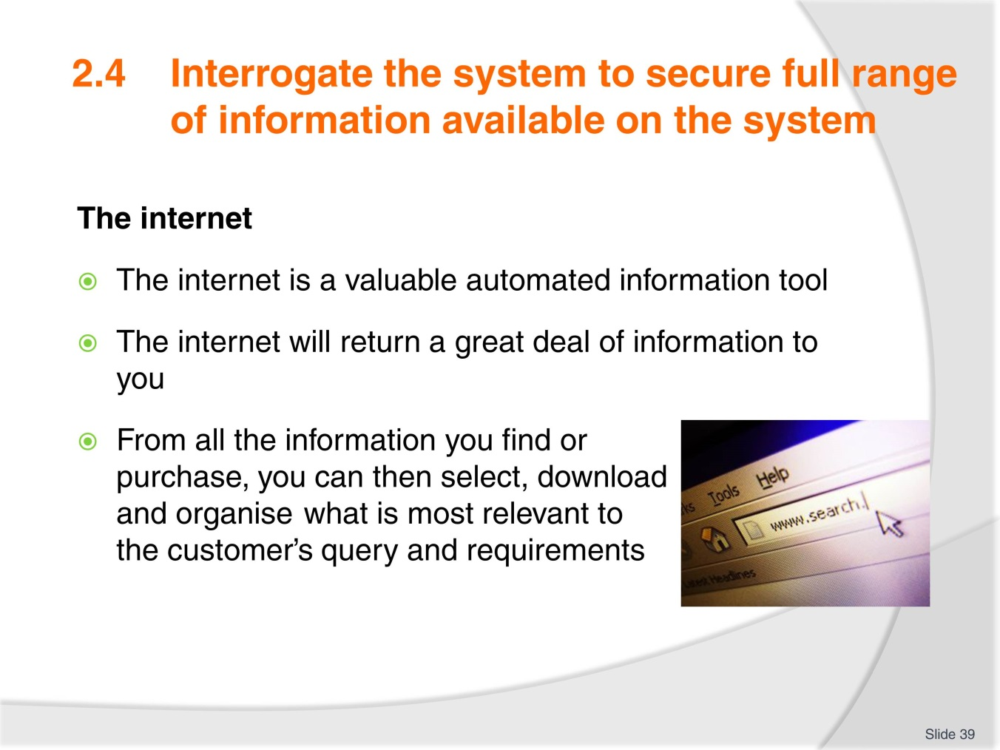 2.4 Interrogate the system to secure full range
of information available on the system
The internet
The internet is a valuable automated information tool
The internet will return a great deal of information to
you
From all the information you find or
purchase, you can then select, download
and organise what is most relevant to
the customer’s query and requirements
ks Tools Help
www.search.
Latest Headlines
Slide 39